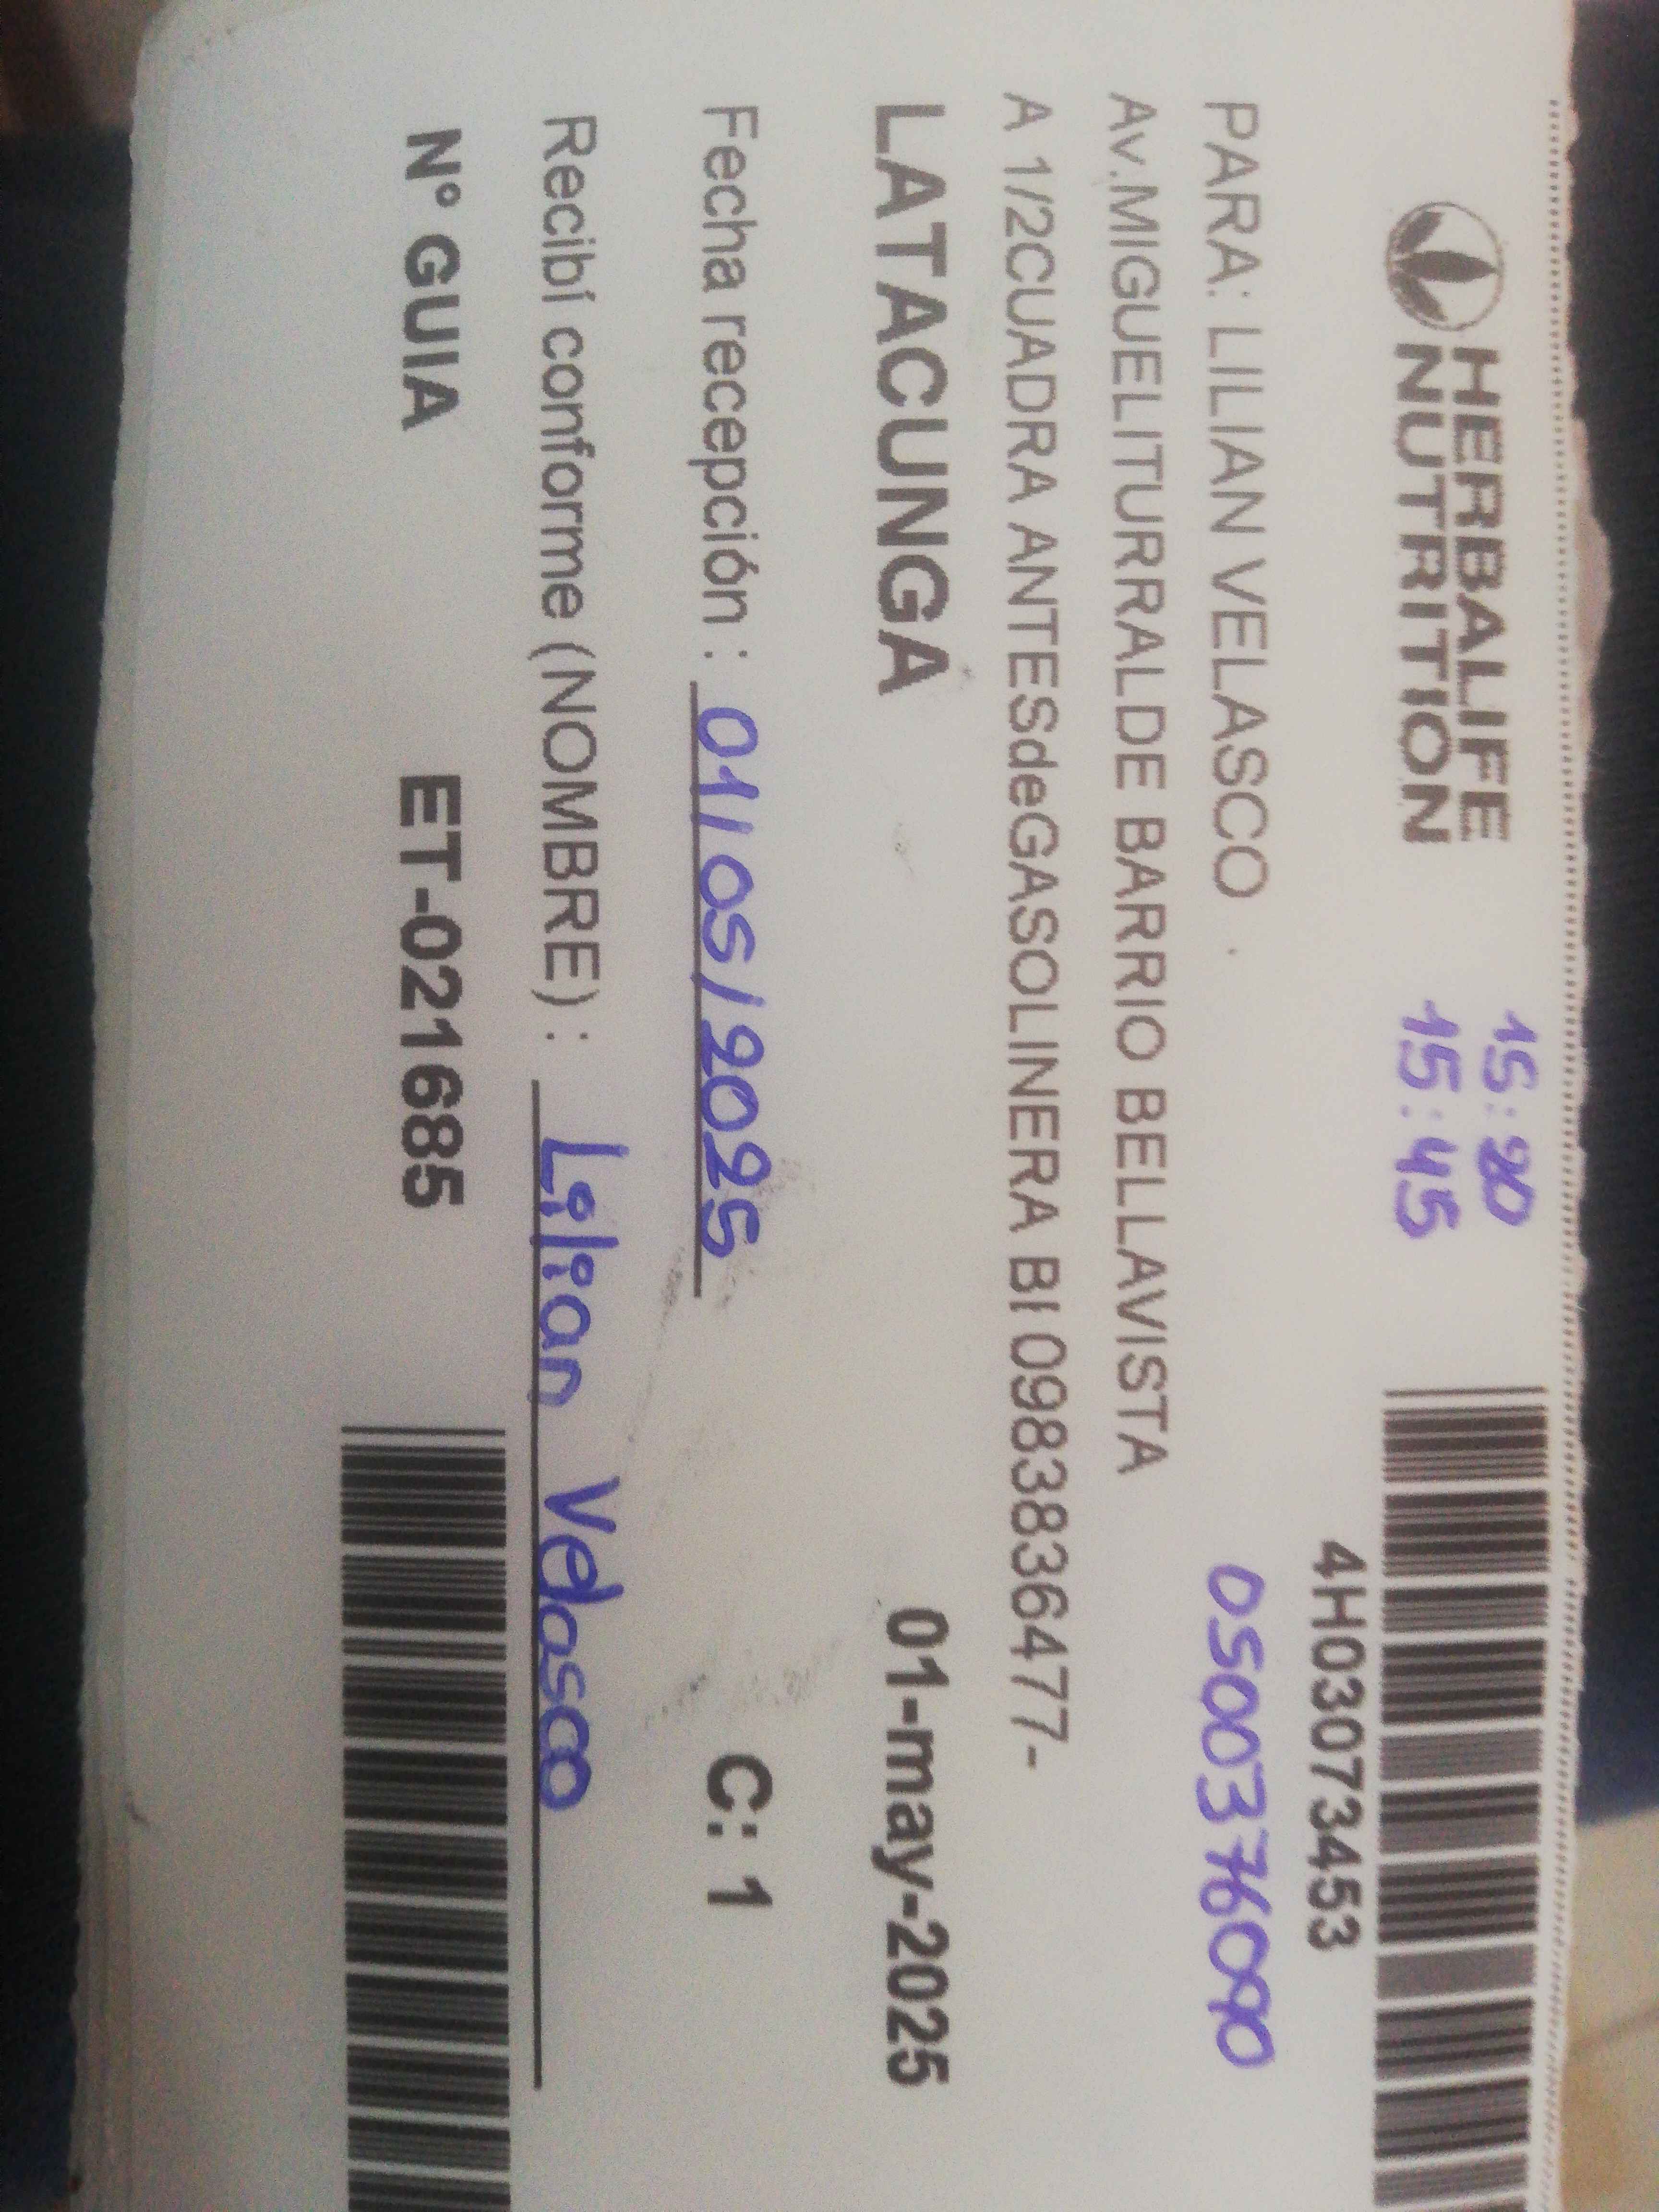 HERBALIFE
NUTRITION
15:20
15:45
4H03073453
PARA: LILIAN VELASCO
0500376090
Av.MIGUELITURRALDE BARRIO BELLAVISTA
A 1/2CUADRA ANTESdeGASOLINERA BI 0983836477-
LATACUNGA 01-may-2025
Fecha recepción : 01/05/2025 C: 1
Recibí conforme (NOMBRE) : Lilian Velasco
N° GUIA ET-021685